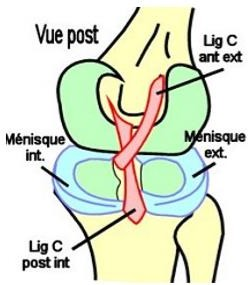 Vue post
Lig C
ant ext
Ménisque
int.
Ménisque
ext.
Lig C
post int